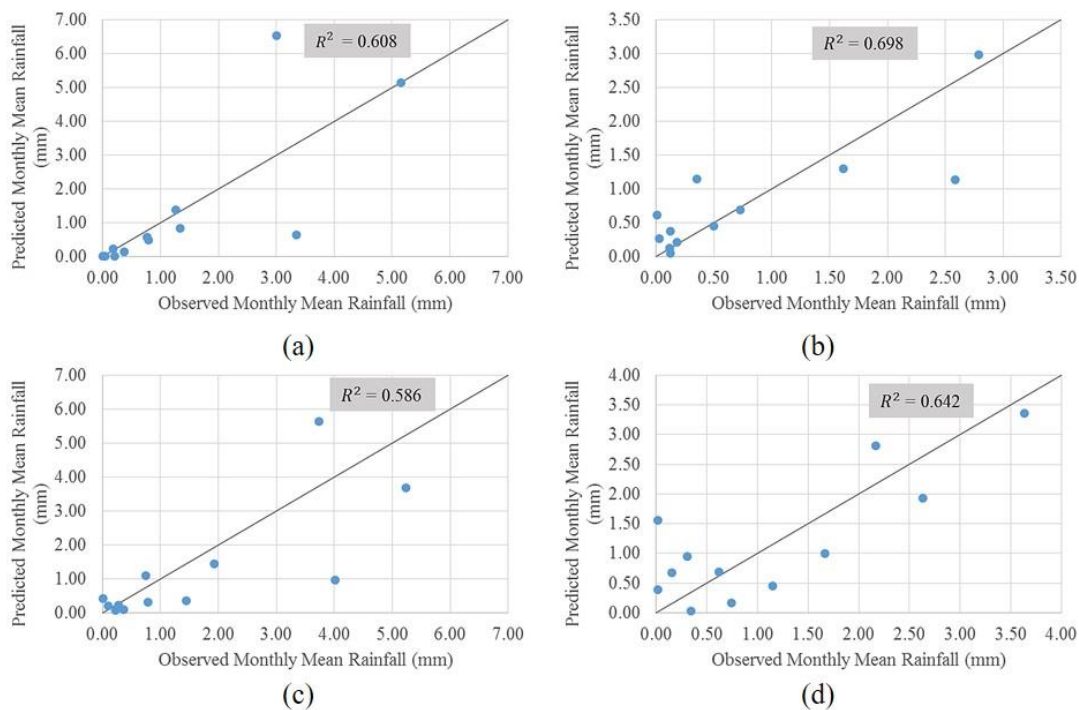 7.00
6.00
5.00
4.00
3.00
2.00
1.00
0.00
Predicted Monthly Mean Rainfall
(mm)
R² = 0.608
0.00 1.00 2.00 3.00 4.00 5.00 6.00 7.00
Observed Monthly Mean Rainfall (mm)
(a)
3.50
3.00
2.50
2.00
1.50
1.00
0.50
0.00
Predicted Monthly Mean Rainfall
(mm)
R² = 0.698
0.00 0.50 1.00 1.50 2.00 2.50 3.00 3.50
Observed Monthly Mean Rainfall (mm)
(b)
7.00
6.00
5.00
4.00
3.00
2.00
1.00
0.00
Predicted Monthly Mean Rainfall
(mm)
R² = 0.586
0.00 1.00 2.00 3.00 4.00 5.00 6.00 7.00
Observed Monthly Mean Rainfall (mm)
(c)
4.00
3.50
3.00
2.50
2.00
1.50
1.00
0.50
0.00
Predicted Monthly Mean Rainfall
(mm)
R² = 0.642
0.00 0.50 1.00 1.50 2.00 2.50 3.00 3.50 4.00
Observed Monthly Mean Rainfall (mm)
(d)